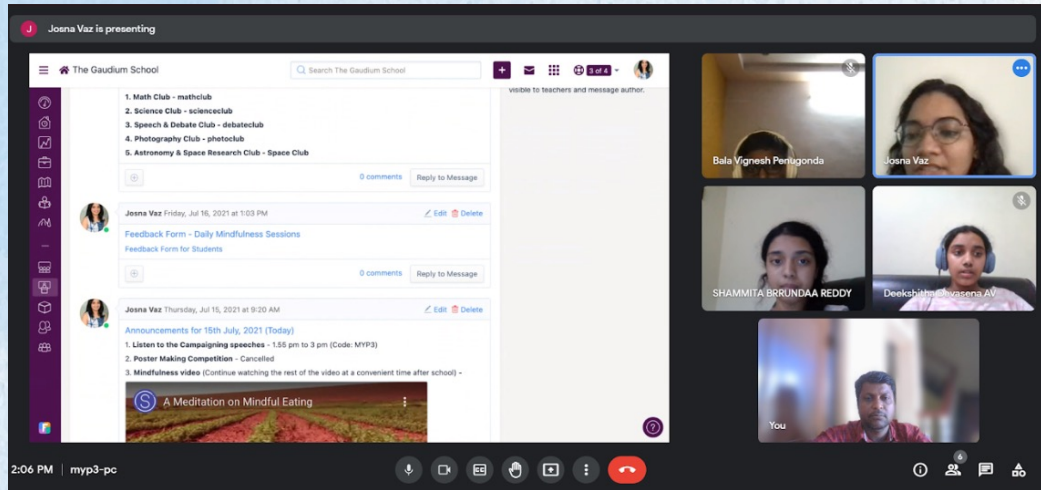 J Josna Vaz is presenting
The Gaudium School
Search The Gaudium School
3 of 4
visible to teachers and message author.
1. Math Club - mathclub
2. Science Club - scienceclub
3. Speech & Debate Club - debateclub
4. Photography Club - photoclub
5. Astronomy & Space Research Club - Space Club
0 comments Reply to Message
Josna Vaz Friday, Jul 16, 2021 at 1:03 PM Edit Delete
Feedback Form - Daily Mindfulness Sessions
Feedback Form for Students
0 comments Reply to Message
Josna Vaz Thursday, Jul 15, 2021 at 9:20 AM Edit Delete
Announcements for 15th July, 2021 (Today)
1. Listen to the Campaigning speeches - 1.55 pm to 3 pm (Code: MYP3)
2. Poster Making Competition - Cancelled
3. Mindfulness video (Continue watching the rest of the video at a convenient time after school) -
S A Meditation on Mindful Eating
Bala Vignesh Penugonda
Josna Vaz
SHAMMITA BRRUNDAA REDDY
Deekshitha Devasena AV
You
2:06 PM | myp3-pc
CC
6